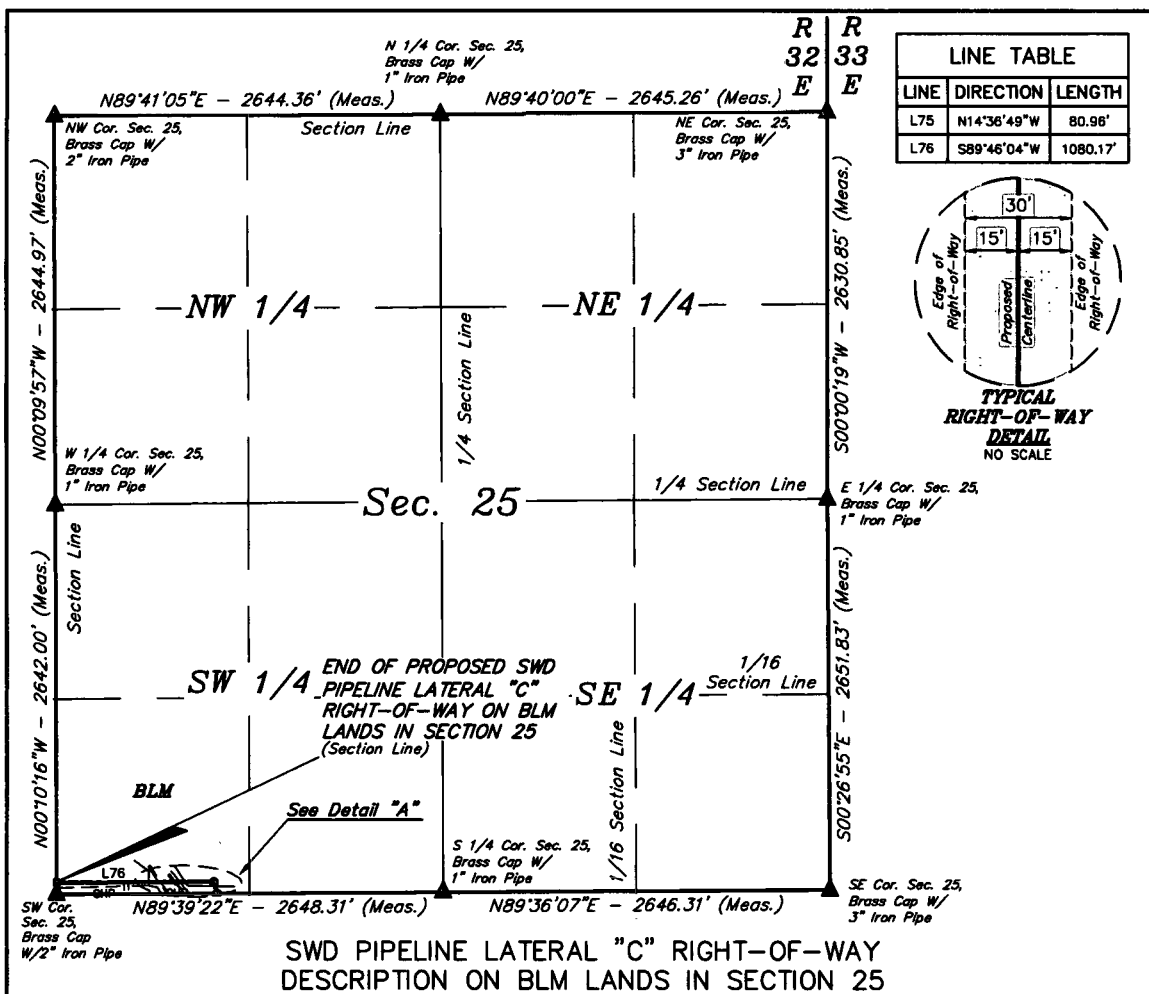 R R
32 33
E E
N 1/4 Cor. Sec. 25,
Brass Cap W/
1" Iron Pipe
N89°41'05"E - 2644.36' (Meas.)
N89°40'00"E - 2645.26' (Meas.)
Section Line
NW Cor. Sec. 25,
Brass Cap W/
2" Iron Pipe
NE Cor. Sec. 25,
Brass Cap W/
3" Iron Pipe
LINE TABLE
LINE DIRECTION LENGTH
L75 N14°36'49"W 80.96'
L76 S89°46'04"W 1080.17'
30'
15' 15'
Edge of
Right-of-Way
Proposed
Centerline
Edge of
Right-of-Way
TYPICAL
RIGHT-OF-WAY
DETAIL
NO SCALE
N00°09'57"W - 2644.97' (Meas.)
NW 1/4
NE 1/4
S00°00'19"W - 2630.85' (Meas.)
1/4 Section Line
W 1/4 Cor. Sec. 25,
Brass Cap W/
1" Iron Pipe
Sec. 25
1/4 Section Line
E 1/4 Cor. Sec. 25,
Brass Cap W/
1" Iron Pipe
Section Line
N00°10'16"W - 2642.00' (Meas.)
SW 1/4
END OF PROPOSED SWD
PIPELINE LATERAL "C"
RIGHT-OF-WAY ON BLM
LANDS IN SECTION 25
(Section Line)
SE 1/4
1/16
Section Line
1/16 Section Line
S00°26'55"E - 2651.83' (Meas.)
BLM
See Detail "A"
L76
S 1/4 Cor. Sec. 25,
Brass Cap W/
1" Iron Pipe
SW Cor.
Sec. 25,
Brass Cap
W/2" Iron Pipe
N89°39'22"E - 2648.31' (Meas.)
N89°36'07"E - 2646.31' (Meas.)
SE Cor. Sec. 25,
Brass Cap W/
3" Iron Pipe
SWD PIPELINE LATERAL "C" RIGHT-OF-WAY
DESCRIPTION ON BLM LANDS IN SECTION 25